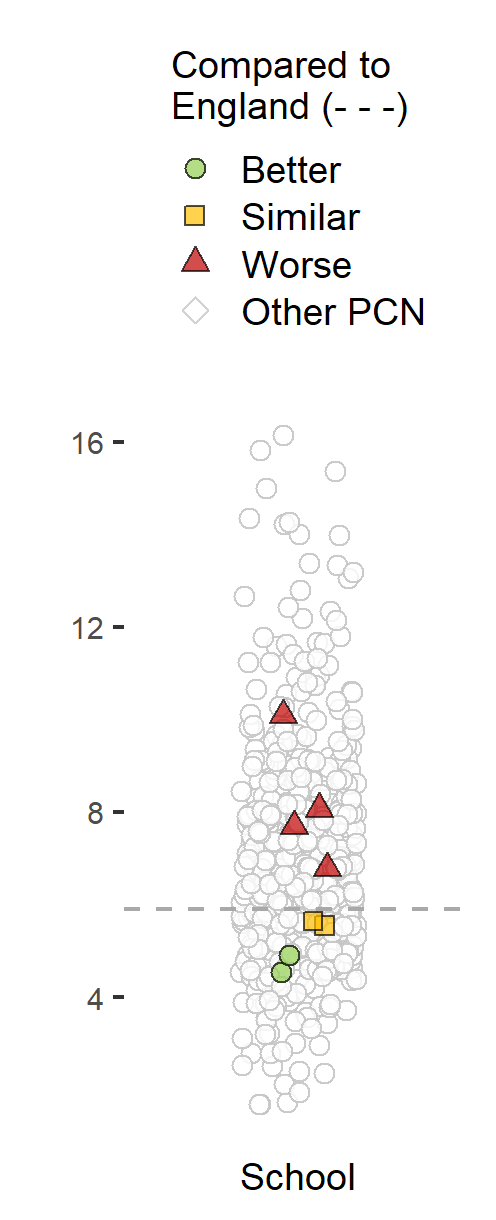 Compared to
England (- - -)
Better
Similar
Worse
Other PCN
16
12
8
4
School